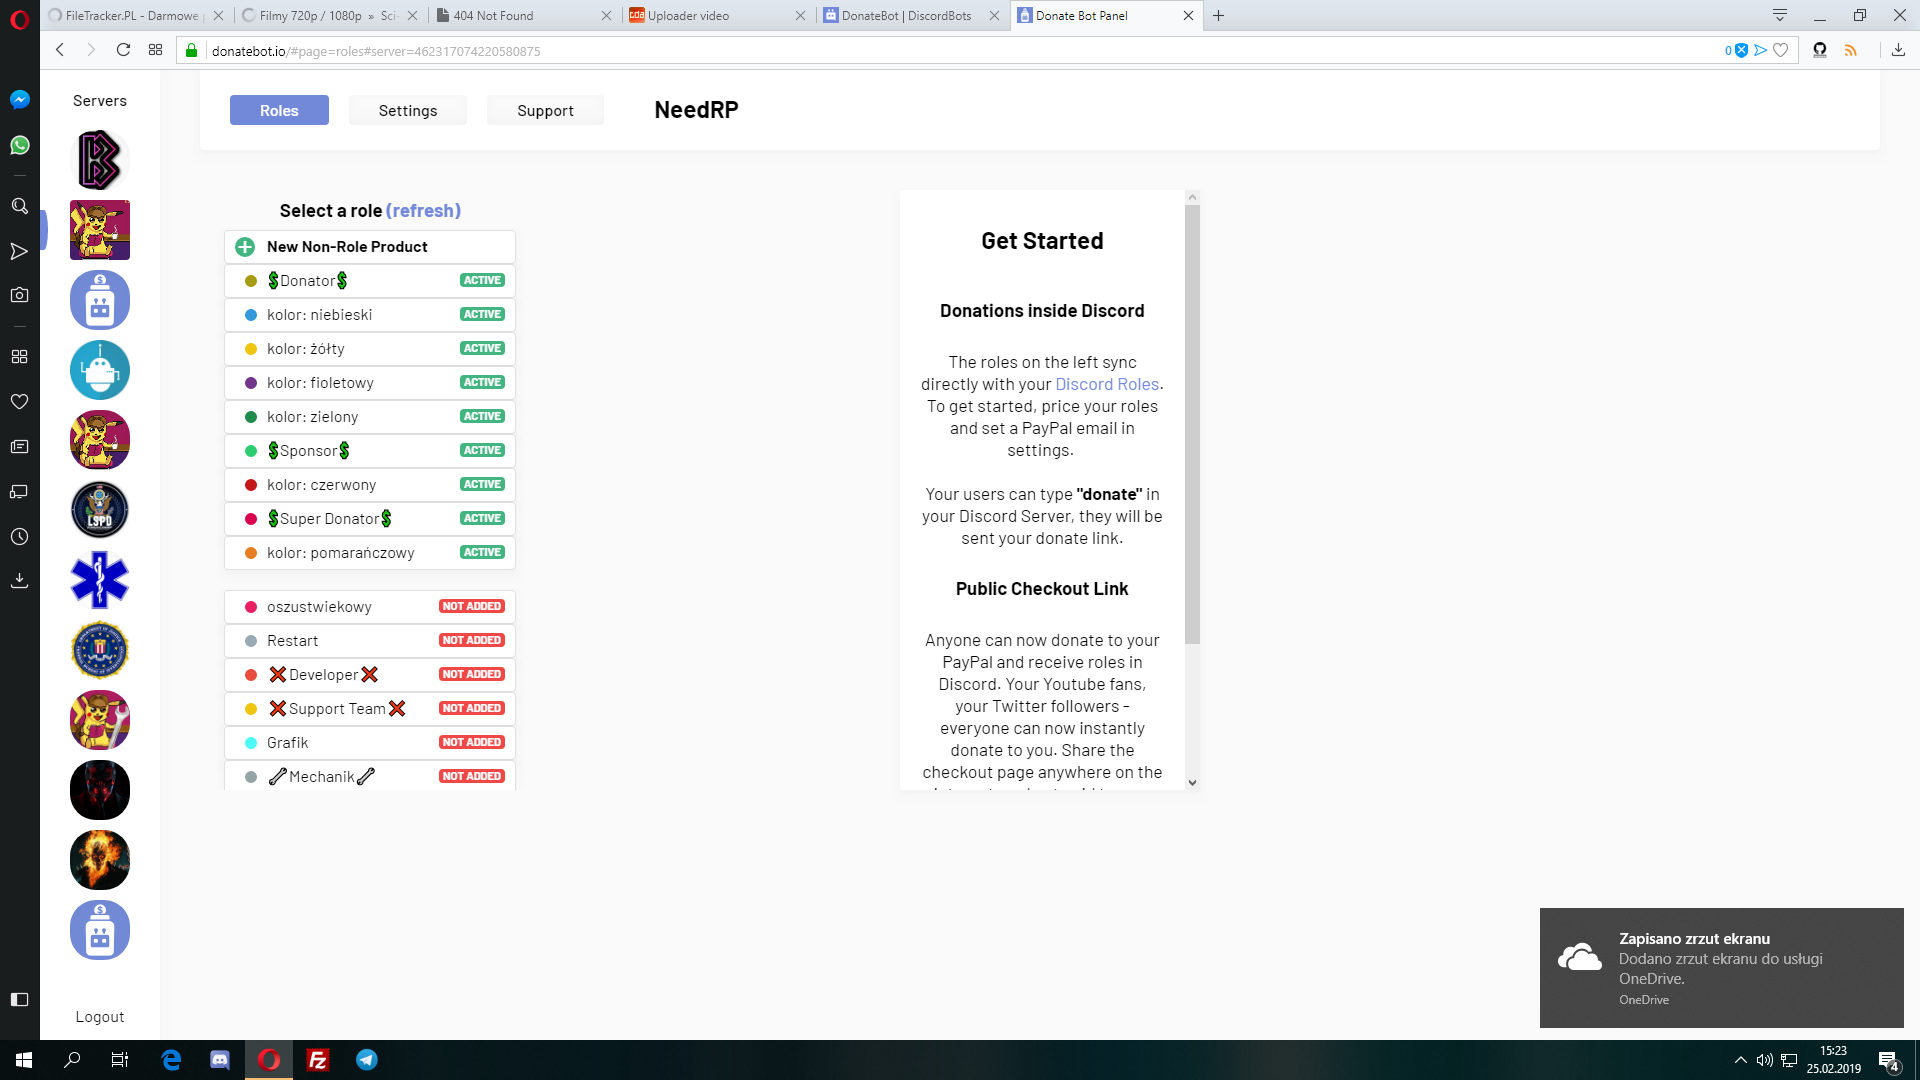 FileTracker.PL - Darmowe
Filmy 720p / 1080p » Sci-
404 Not Found
cda Uploader video
DonateBot | DiscordBots
Donate Bot Panel
donatebot.io/#page=roles#server=462317074220580875
0
Servers
Roles
Settings
Support
NeedRP
Select a role (refresh)
New Non-Role Product
Donator ACTIVE
kolor: niebieski ACTIVE
kolor: żółty ACTIVE
kolor: fioletowy ACTIVE
kolor: zielony ACTIVE
Sponsor ACTIVE
kolor: czerwony ACTIVE
Super Donator ACTIVE
kolor: pomarańczowy ACTIVE
oszustwiekowy NOT ADDED
Restart NOT ADDED
❌Developer❌ NOT ADDED
❌Support Team❌ NOT ADDED
Grafik NOT ADDED
Mechanik NOT ADDED
Get Started
Donations inside Discord
The roles on the left sync
directly with your Discord Roles.
To get started, price your roles
and set a PayPal email in
settings.
Your users can type "donate" in
your Discord Server, they will be
sent your donate link.
Public Checkout Link
Anyone can now donate to your
PayPal and receive roles in
Discord. Your Youtube fans,
your Twitter followers -
everyone can now instantly
donate to you. Share the
checkout page anywhere on the
LSPD
Logout
Zapisano zrzut ekranu
Dodano zrzut ekranu do usługi
OneDrive.
OneDrive
15:23
25.02.2019
4